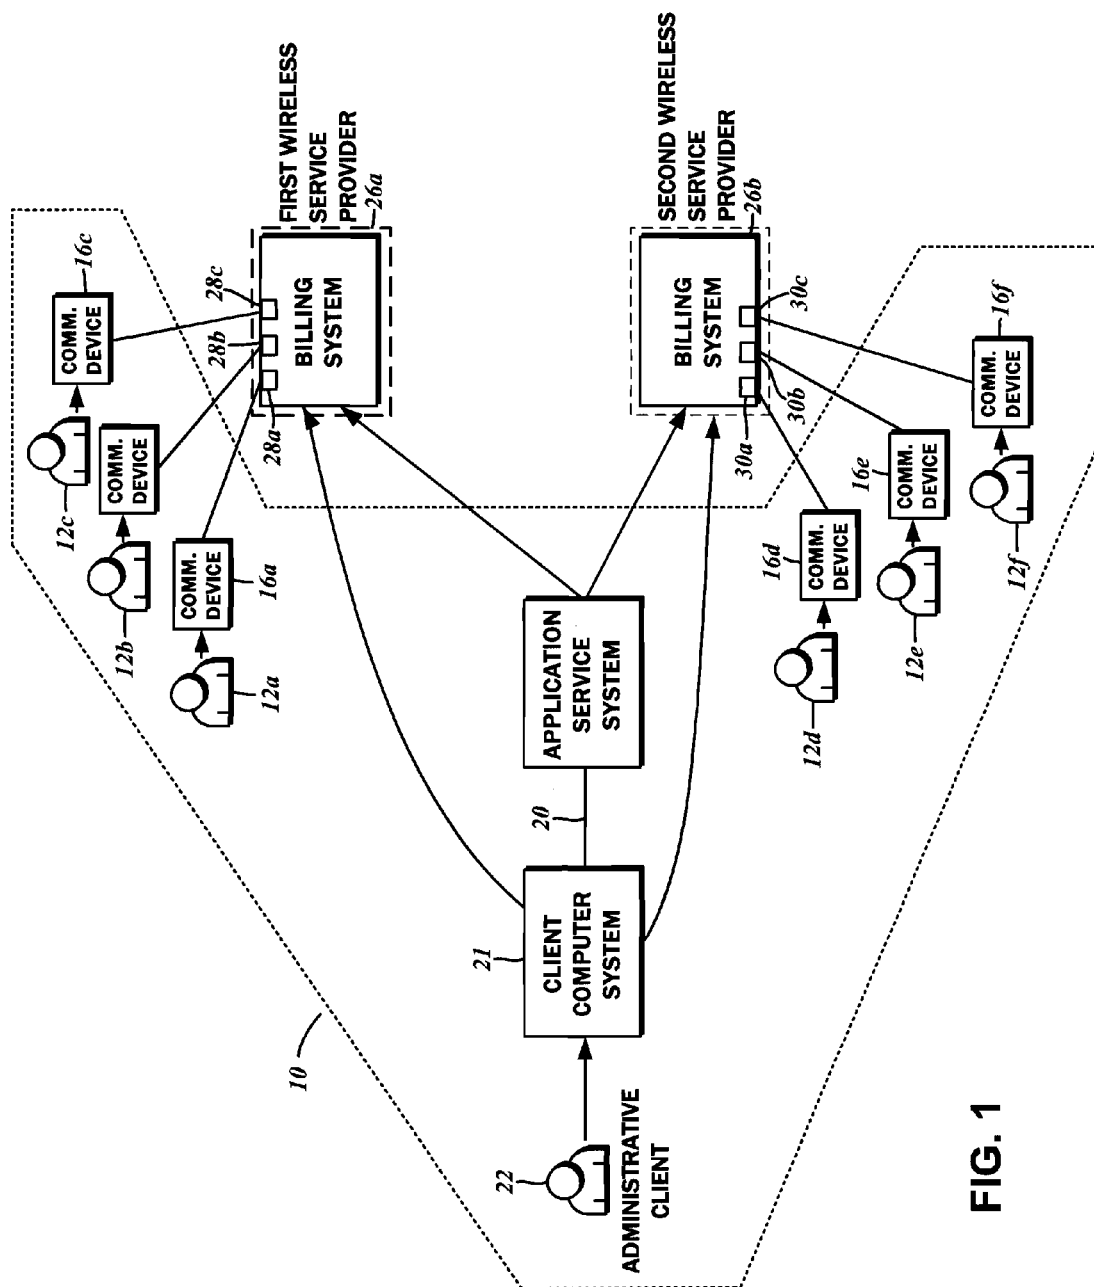 16c
COMM.
DEVICE
12c
COMM.
DEVICE
12b
COMM.
DEVICE
16a
12a
28c
28b
28a
FIRST WIRELESS
SERVICE
PROVIDER
26a
BILLING
SYSTEM
10
22
ADMINISTRATIVE
CLIENT
21
CLIENT
COMPUTER
SYSTEM
20
APPLICATION
SERVICE
SYSTEM
SECOND WIRELESS
SERVICE
PROVIDER
26b
BILLING
SYSTEM
30a
30b
30c
16d
COMM.
DEVICE
12d
16e
COMM.
DEVICE
12e
16f
COMM.
DEVICE
12f
FIG. 1